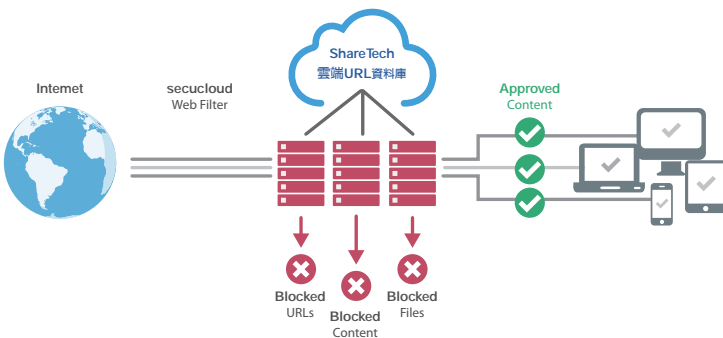 ShareTech
雲端URL資料庫
Internet
secucloud
Web Filter
Approved
Content
Blocked
URLs
Blocked
Content
Blocked
Files